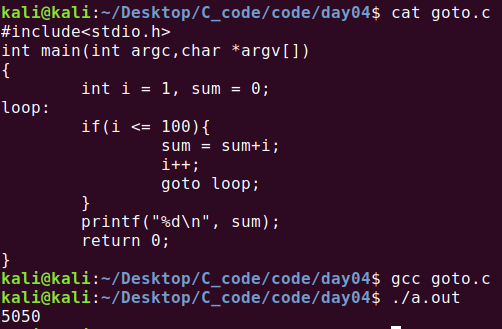 kali@kali:~/Desktop/C_code/code/day04$ cat goto.c
#include<stdio.h>
int main(int argc,char *argv[])
{
        int i = 1, sum = 0;
loop:
        if(i <= 100){
                sum = sum+i;
                i++;
                goto loop;
        }
        printf("%d\n", sum);
        return 0;
}
kali@kali:~/Desktop/C_code/code/day04$ gcc goto.c
kali@kali:~/Desktop/C_code/code/day04$ ./a.out
5050